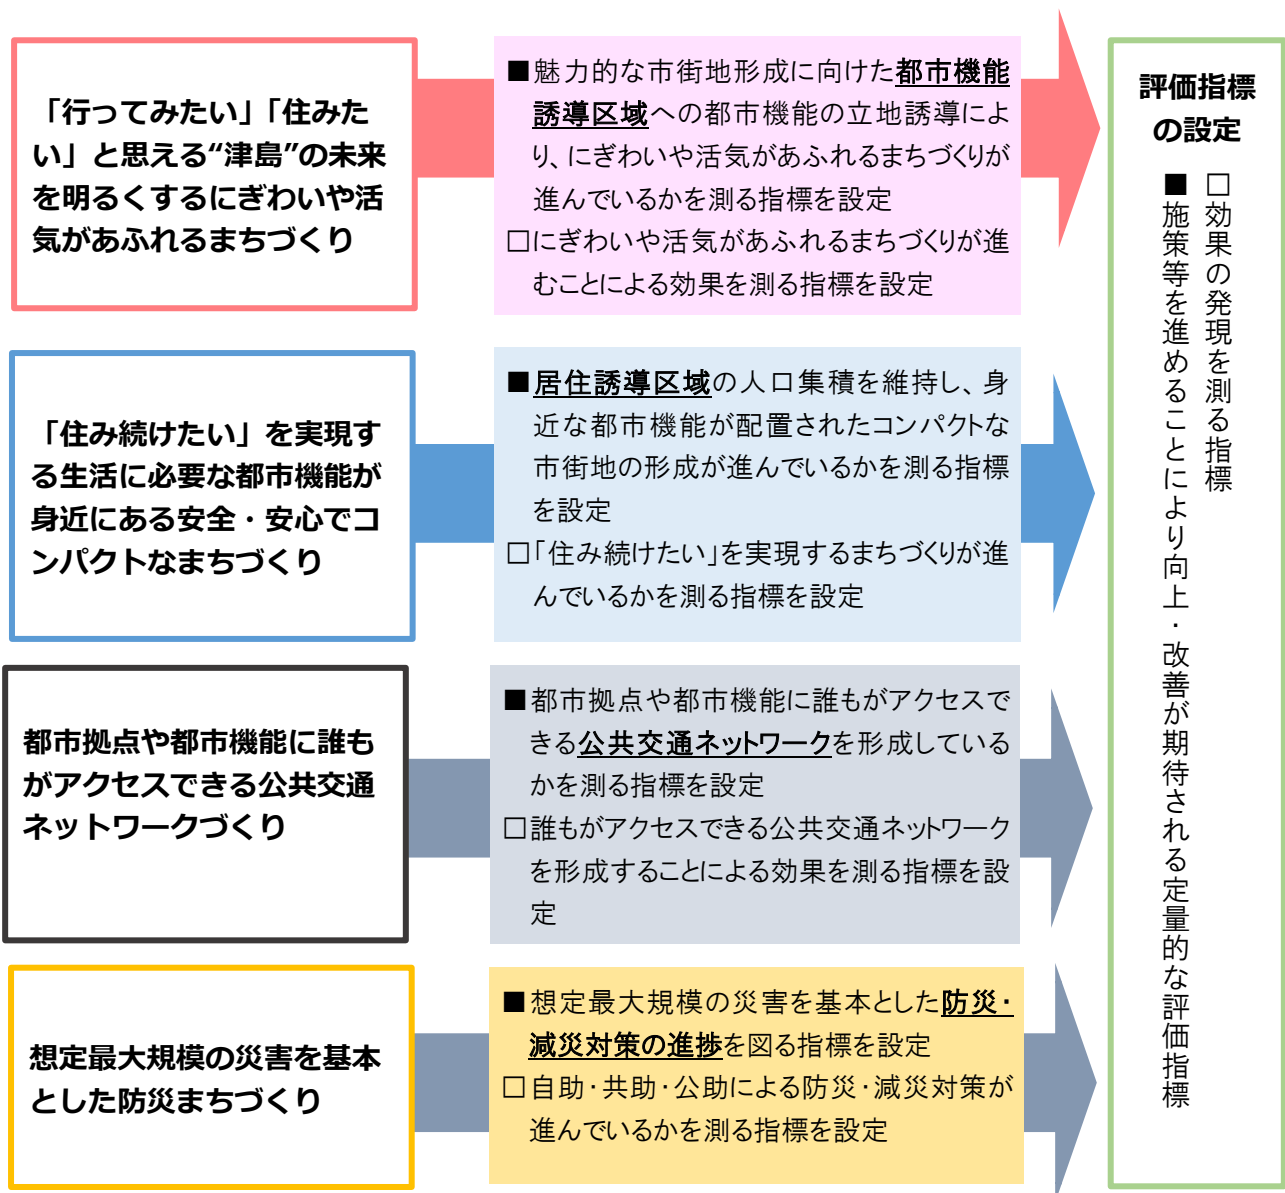 「行ってみたい」「住みた
い」と思える“津島”の未来
を明るくするにぎわいや活
気があふれるまちづくり
■魅力的な市街地形成に向けた都市機能
誘導区域への都市機能の立地誘導によ
り、にぎわいや活気があふれるまちづくりが
進んでいるかを測る指標を設定
□にぎわいや活気があふれるまちづくりが進
むことによる効果を測る指標を設定
「住み続けたい」を実現す
る生活に必要な都市機能が
身近にある安全・安心でコ
ンパクトなまちづくり
■居住誘導区域の人口集積を維持し、身
近な都市機能が配置されたコンパクトな
市街地の形成が進んでいるかを測る指標
を設定
□「住み続けたい」を実現するまちづくりが進
んでいるかを測る指標を設定
都市拠点や都市機能に誰も
がアクセスできる公共交通
ネットワークづくり
■都市拠点や都市機能に誰もがアクセスで
きる公共交通ネットワークを形成している
かを測る指標を設定
□誰もがアクセスできる公共交通ネットワーク
を形成することによる効果を測る指標を設
定
想定最大規模の災害を基本
とした防災まちづくり
■想定最大規模の災害を基本とした防災・
減災対策の進捗を図る指標を設定
□自助・共助・公助による防災・減災対策が
進んでいるかを測る指標を設定
評価指標
の設定
□効果の発現を測る指標
■施策等を進めることにより向上・改善が期待される定量的な評価指標